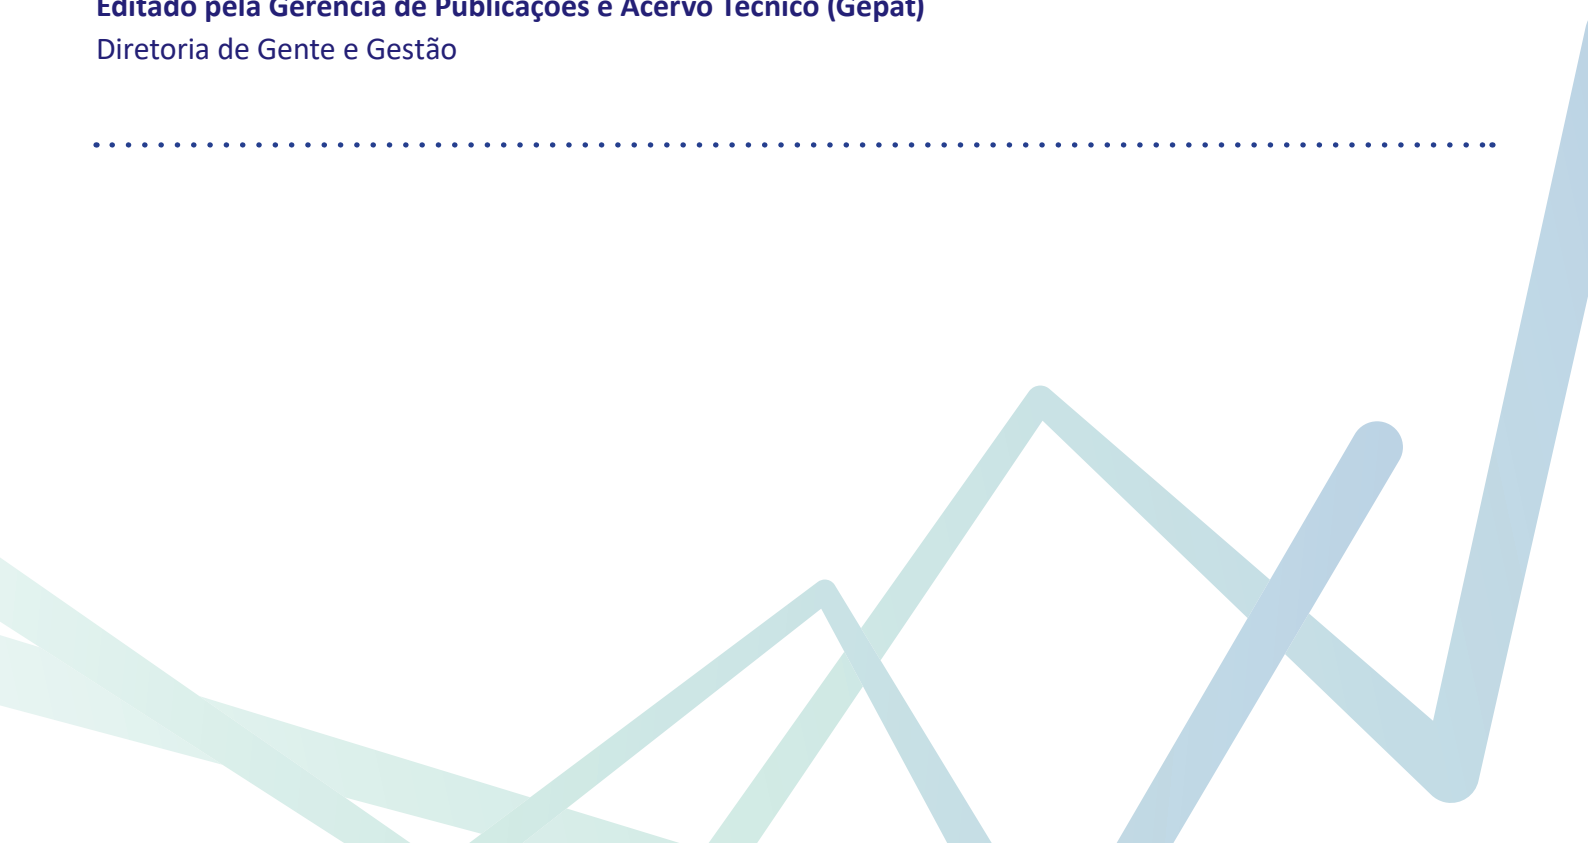 Editado pela Gerência de Publicações e Acervo Técnico (Gepat)
Diretoria de Gente e Gestão